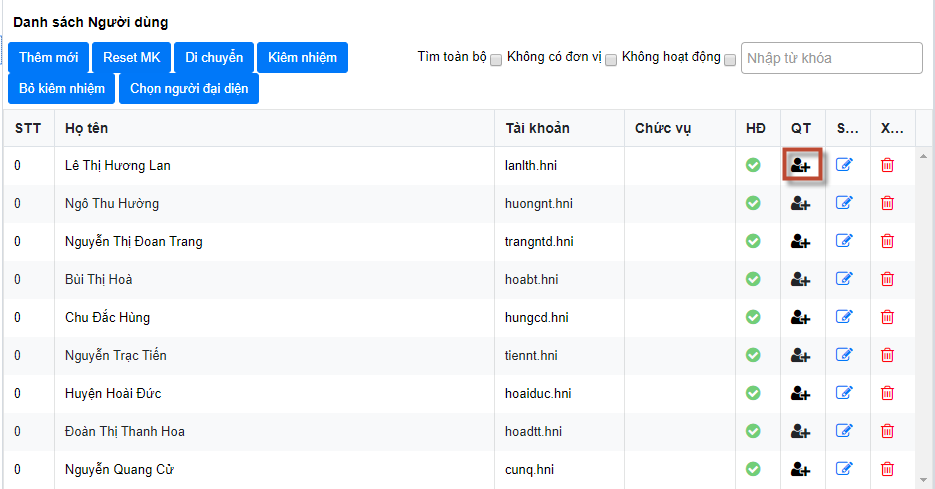 Danh sách Người dùng
Thêm mới Reset MK Di chuyển Kiêm nhiệm Tìm toàn bộ Không có đơn vị Không hoạt động Nhập từ khóa
Bỏ kiêm nhiệm Chọn người đại diện
STT Họ tên Tài khoản Chức vụ HĐ QT S... X...
0 Lê Thị Hương Lan lanlth.hni
0 Ngô Thu Hường huongnt.hni
0 Nguyễn Thị Đoan Trang trangntd.hni
0 Bùi Thị Hoà hoabt.hni
0 Chu Đắc Hùng hungcd.hni
0 Nguyễn Trạc Tiến tiennt.hni
0 Huyện Hoài Đức hoaiduc.hni
0 Đoàn Thị Thanh Hoa hoadtt.hni
0 Nguyễn Quang Cử cunq.hni